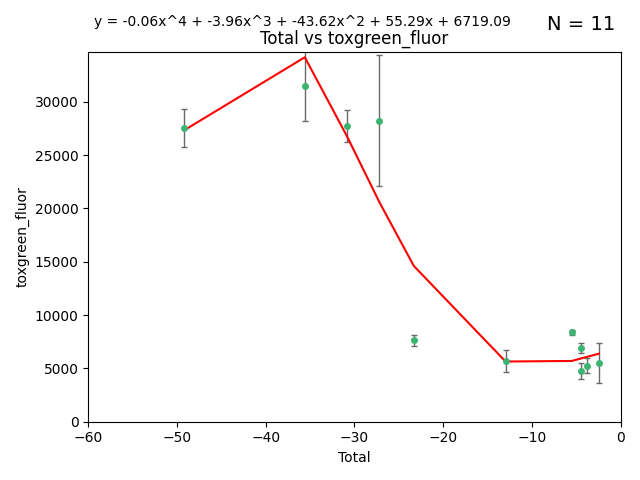 y = -0.06x^4 + -3.96x^3 + -43.62x^2 + 55.29x + 6719.09
N = 11
Total vs toxgreen_fluor
30000
25000
20000
15000
10000
5000
0
toxgreen_fluor
−60 −50 −40 −30 −20 −10 0
Total